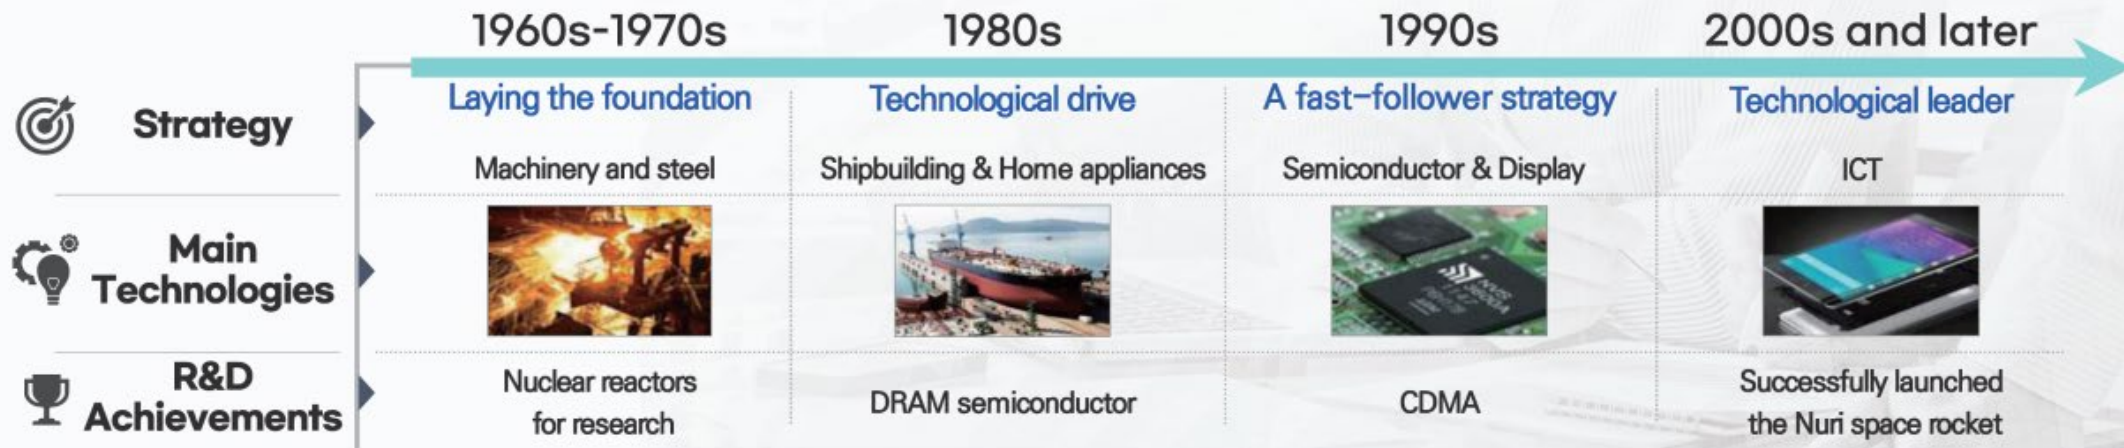 1960s-1970s
1980s
1990s
2000s and later
Strategy
Laying the foundation
Technological drive
A fast-follower strategy
Technological leader
Machinery and steel
Shipbuilding & Home appliances
Semiconductor & Display
ICT
Main
Technologies
R&D
Achievements
Nuclear reactors
for research
DRAM semiconductor
CDMA
Successfully launched
the Nuri space rocket